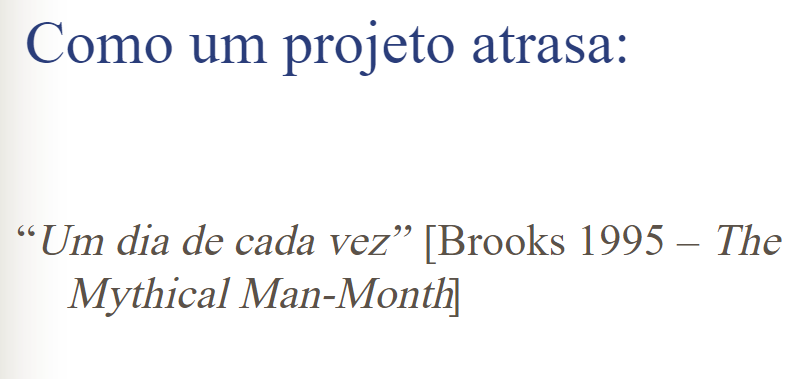 Como um projeto atrasa:
“Um dia de cada vez” [Brooks 1995 – The
Mythical Man-Month]